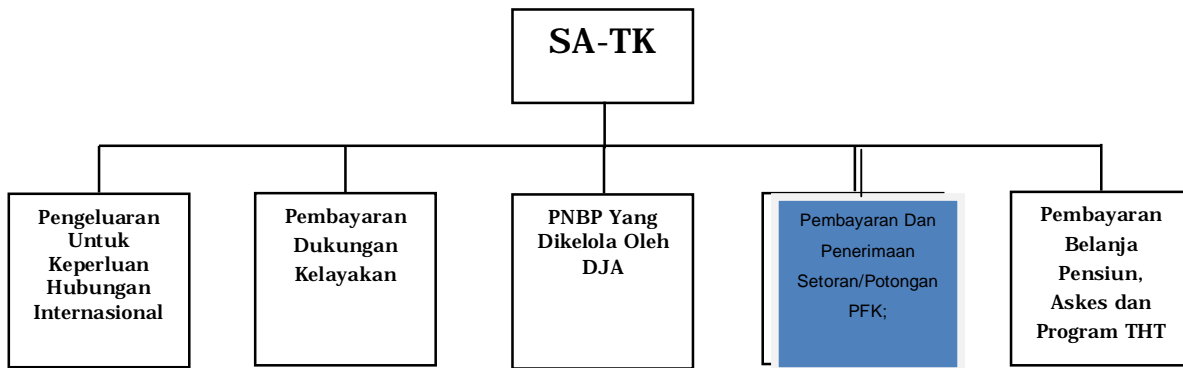 SA-TK
Pengeluaran
Untuk
Keperluan
Hubungan
Internasional
Pembayaran
Dukungan
Kelayakan
PNBP Yang
Dikelola Oleh
DJA
Pembayaran Dan
Penerimaan
Setoran/Potongan
PFK;
Pembayaran
Belanja
Pensiun,
Askes dan
Program THT